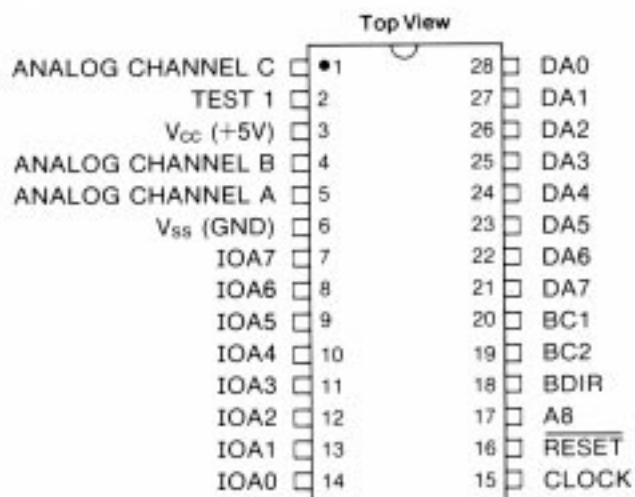 Top View
ANALOG CHANNEL C 1 28 DA0
TEST 1 2 27 DA1
VCC (+5V) 3 26 DA2
ANALOG CHANNEL B 4 25 DA3
ANALOG CHANNEL A 5 24 DA4
VSS (GND) 6 23 DA5
IOA7 7 22 DA6
IOA6 8 21 DA7
IOA5 9 20 BC1
IOA4 10 19 BC2
IOA3 11 18 BDIR
IOA2 12 17 A8
IOA1 13 16 RESET
IOA0 14 15 CLOCK